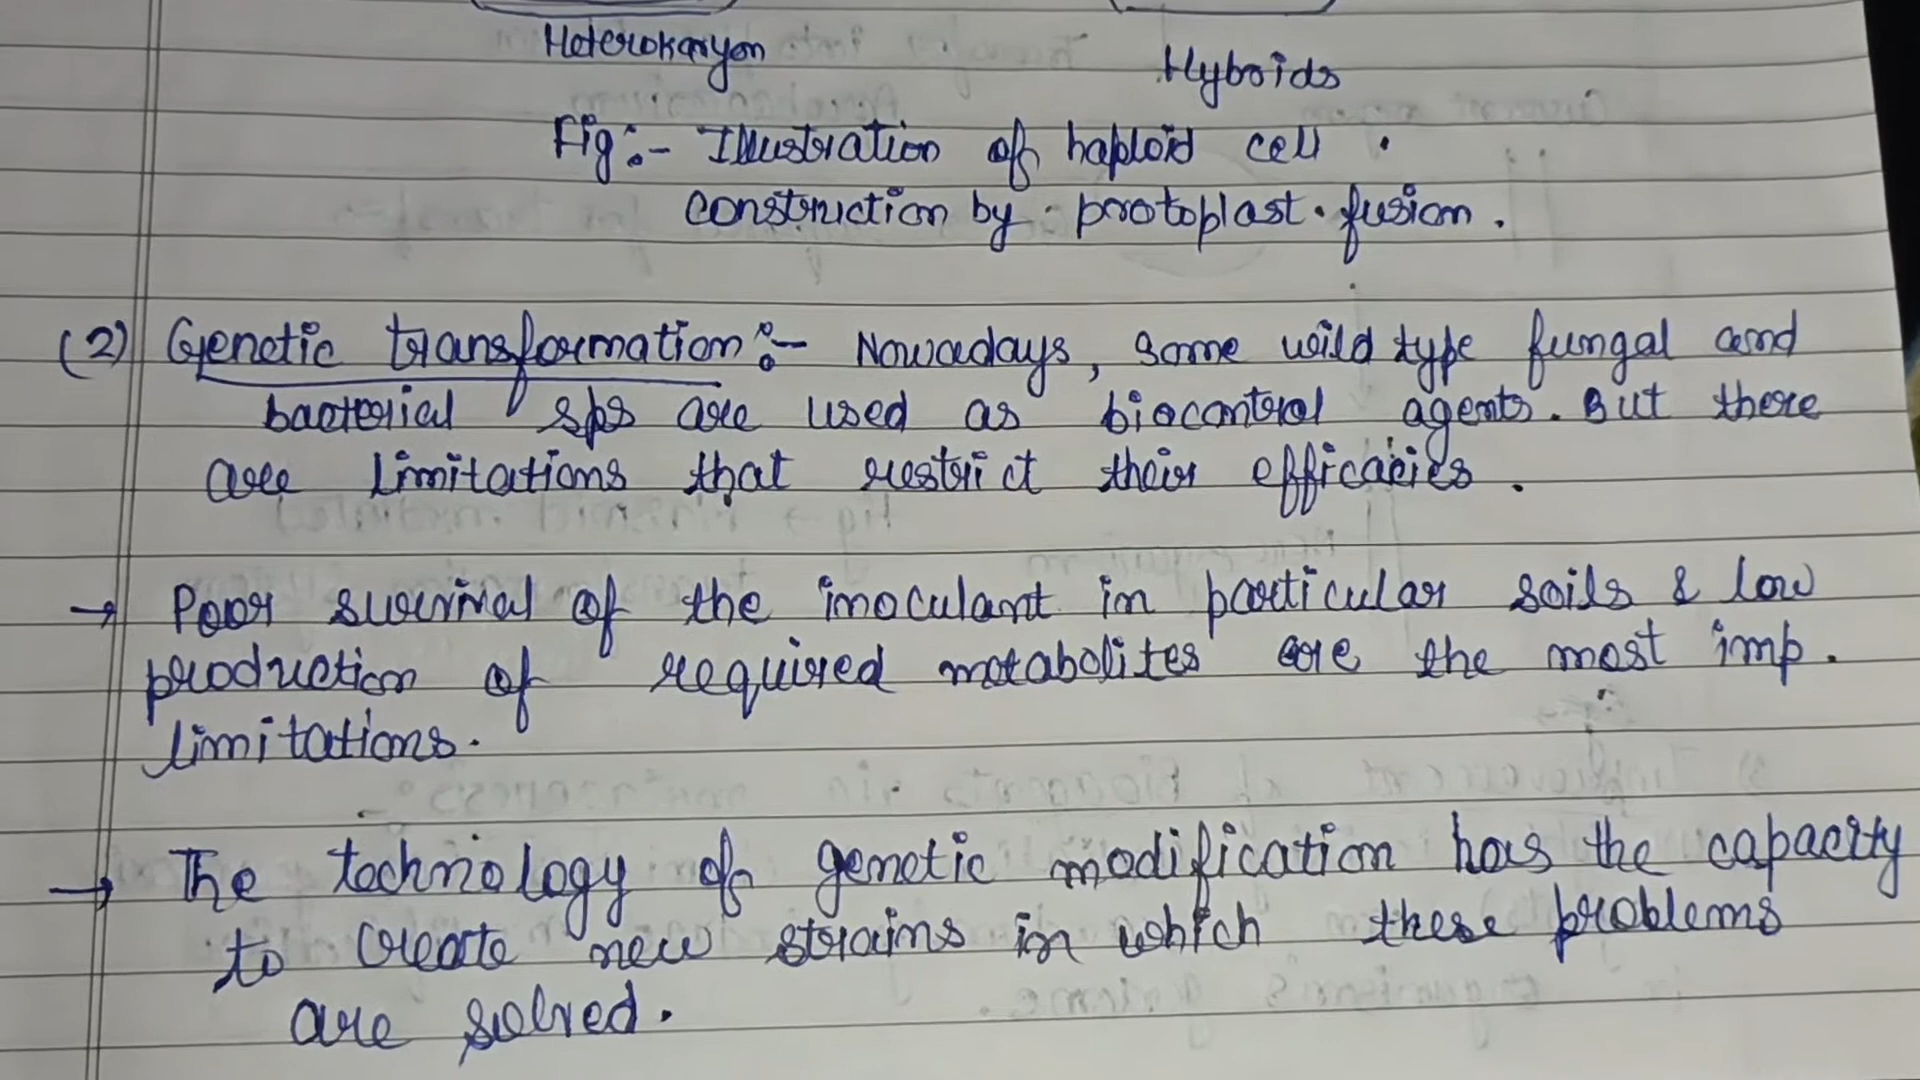 Heterokaryon Hybrids
Fig:- Illustration of haploid cell
construction by protoplast fusion.
(2) Genetic transformation:- Nowadays, some wild type fungal and
bacterial sps are used as biocontrol agents. But there
are limitations that restrict their efficacies.
→ Poor survival of the inoculant in particular soils & low
production of required metabolites are the most imp.
limitations.
→ The technology of genetic modification has the capacity
to create new strains in which these problems
are solved.